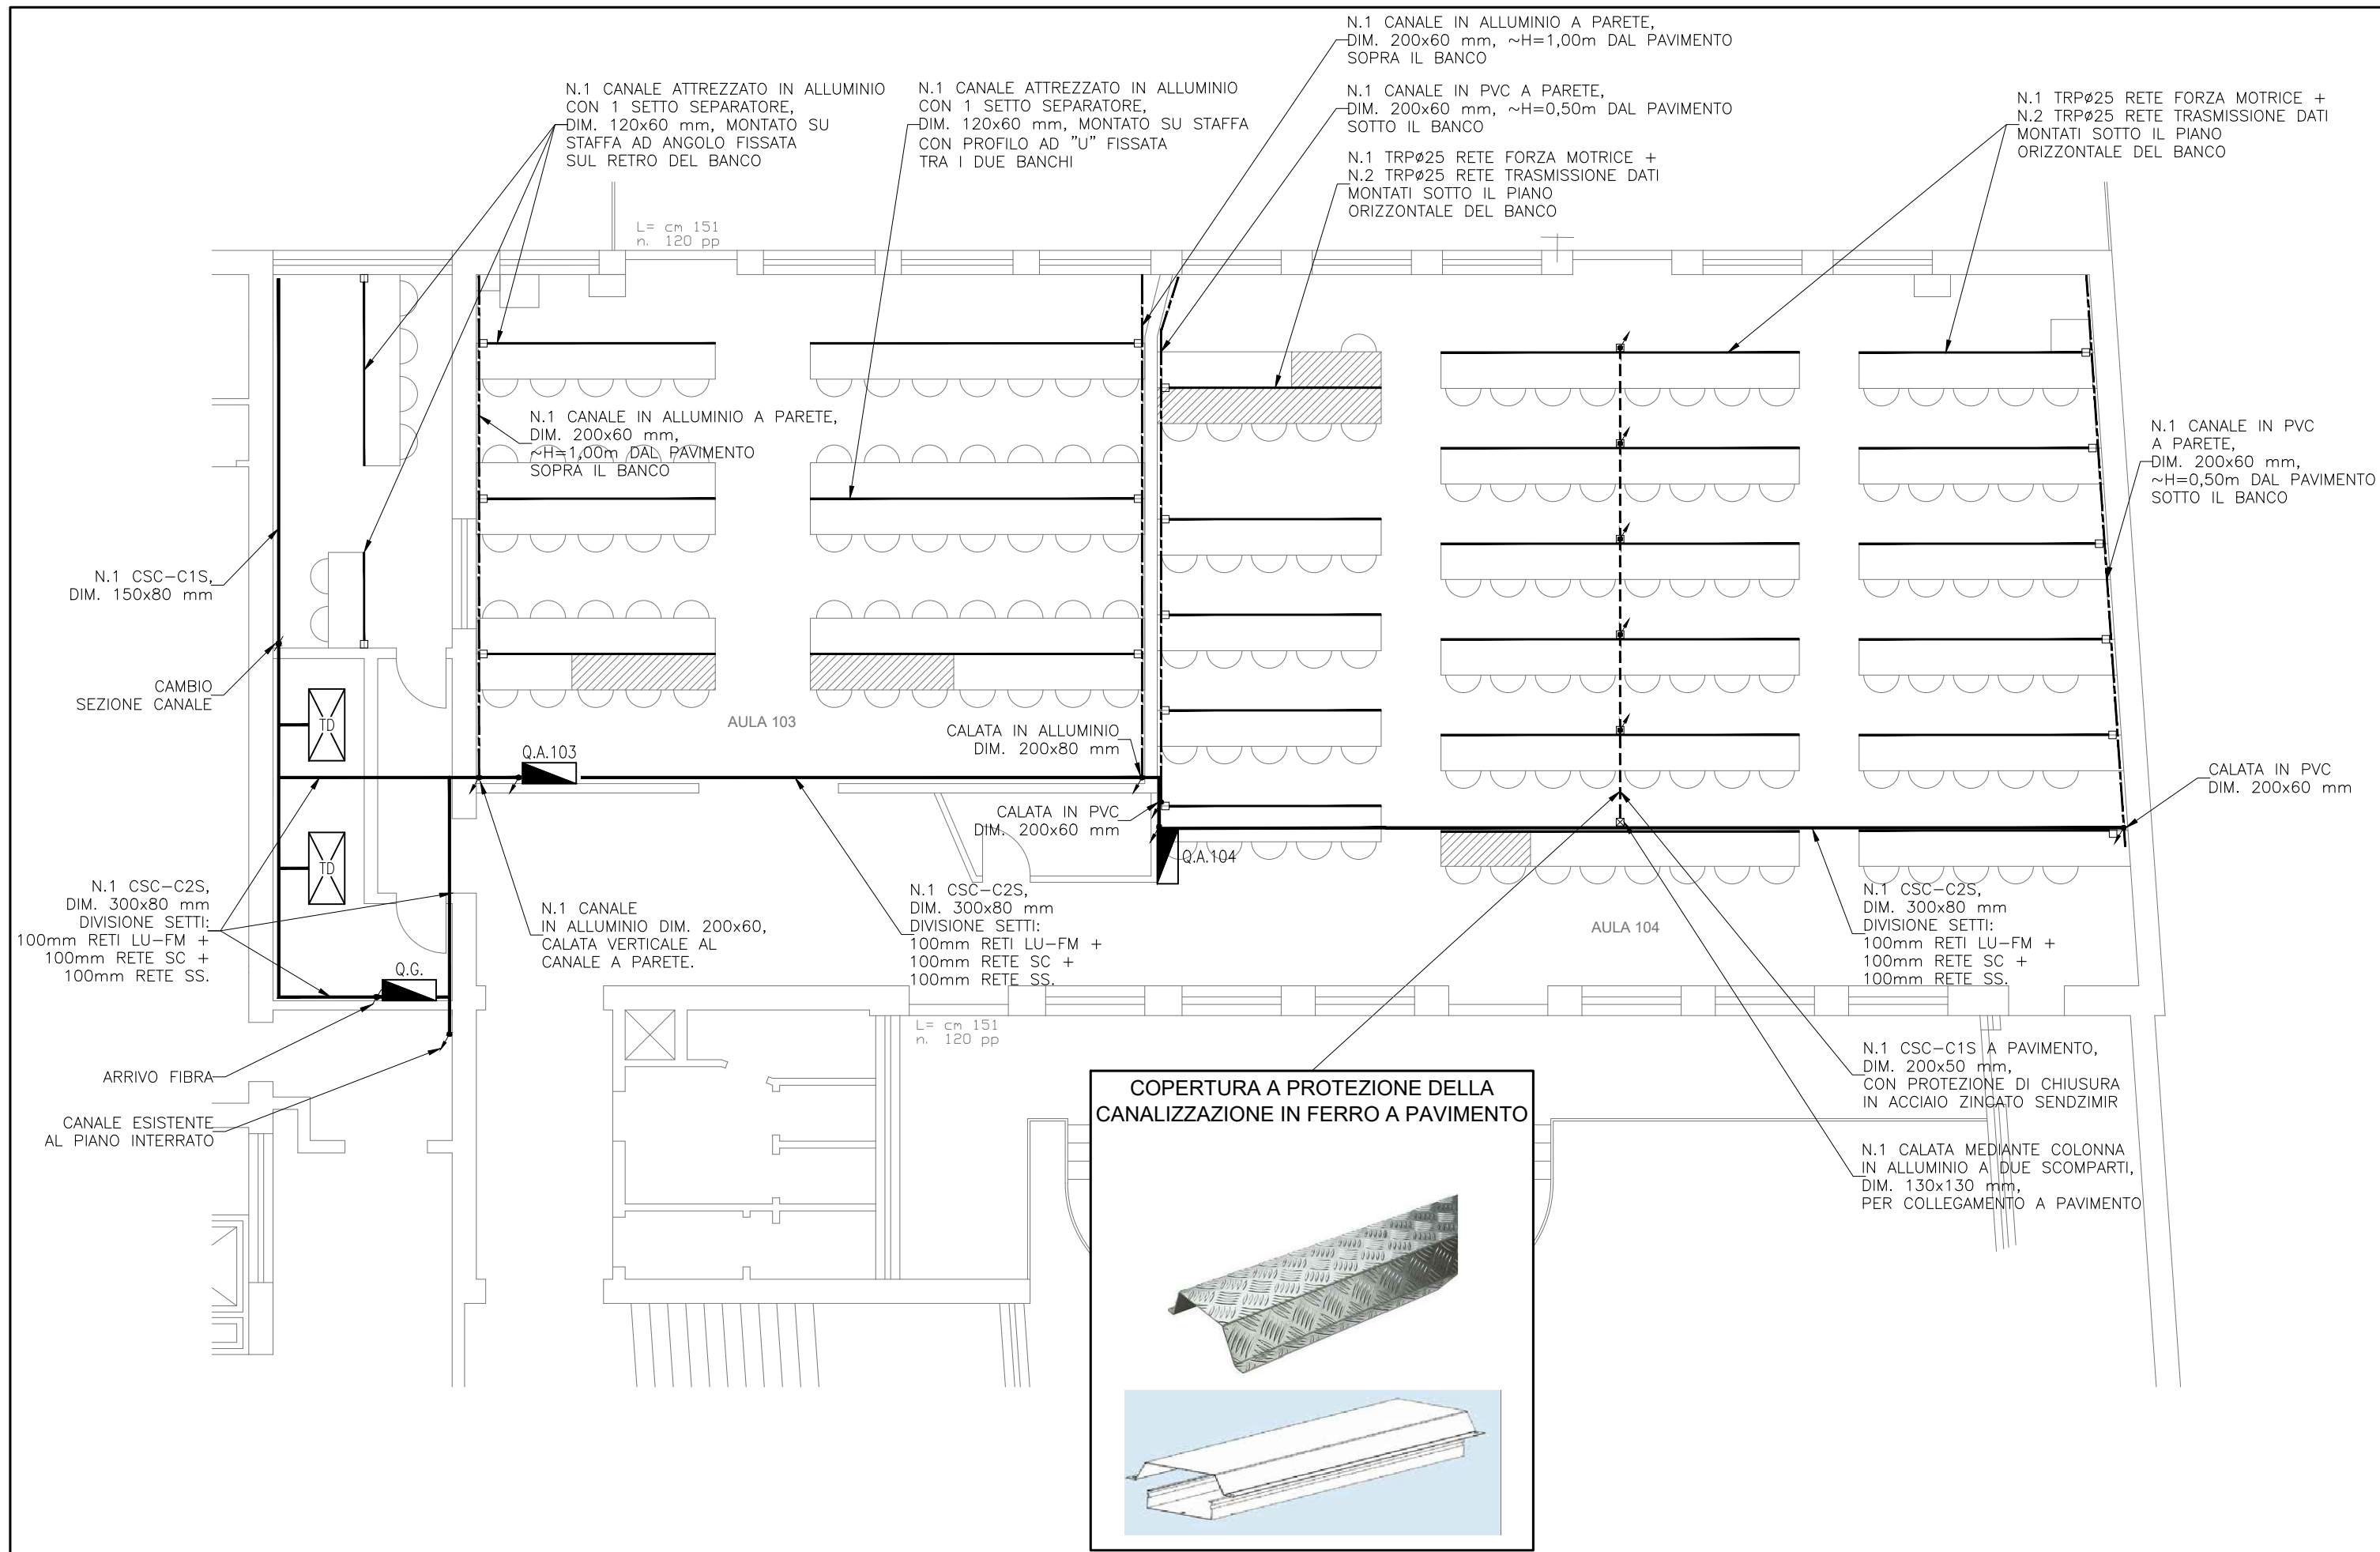 N.1 CANALE IN ALLUMINIO A PARETE,
DIM. 200x60 mm, ~H=1,00m DAL PAVIMENTO
SOPRA IL BANCO
N.1 CANALE ATTREZZATO IN ALLUMINIO
CON 1 SETTO SEPARATORE,
DIM. 120x60 mm, MONTATO SU
STAFFA AD ANGOLO FISSATA
SUL RETRO DEL BANCO
N.1 CANALE ATTREZZATO IN ALLUMINIO
CON 1 SETTO SEPARATORE,
DIM. 120x60 mm, MONTATO SU STAFFA
CON PROFILO AD "U" FISSATA
TRA I DUE BANCHI
N.1 CANALE IN PVC A PARETE,
DIM. 200x60 mm, ~H=0,50m DAL PAVIMENTO
SOTTO IL BANCO
N.1 TRPø25 RETE FORZA MOTRICE +
N.2 TRPø25 RETE TRASMISSIONE DATI
MONTATI SOTTO IL PIANO
ORIZZONTALE DEL BANCO
N.1 TRPø25 RETE FORZA MOTRICE +
N.2 TRPø25 RETE TRASMISSIONE DATI
MONTATI SOTTO IL PIANO
ORIZZONTALE DEL BANCO
L= cm 151
n. 120 pp
N.1 CANALE IN ALLUMINIO A PARETE,
DIM. 200x60 mm,
~H=1,00m DAL PAVIMENTO
SOPRA IL BANCO
N.1 CANALE IN PVC
A PARETE,
DIM. 200x60 mm,
~H=0,50m DAL PAVIMENTO
SOTTO IL BANCO
N.1 CSC-C1S,
DIM. 150x80 mm
CAMBIO
SEZIONE CANALE
TD
AULA 103
Q.A.103
CALATA IN ALLUMINIO
DIM. 200x80 mm
CALATA IN PVC
DIM. 200x60 mm
CALATA IN PVC
DIM. 200x60 mm
TD
Q.A.104
N.1 CSC-C2S,
DIM. 300x80 mm
DIVISIONE SETTI:
100mm RETI LU-FM +
100mm RETE SC +
100mm RETE SS.
N.1 CANALE
IN ALLUMINIO DIM. 200x60,
CALATA VERTICALE AL
CANALE A PARETE.
N.1 CSC-C2S,
DIM. 300x80 mm
DIVISIONE SETTI:
100mm RETI LU-FM +
100mm RETE SC +
100mm RETE SS.
AULA 104
N.1 CSC-C2S,
DIM. 300x80 mm
DIVISIONE SETTI:
100mm RETI LU-FM +
100mm RETE SC +
100mm RETE SS.
Q.G.
L= cm 151
n. 120 pp
ARRIVO FIBRA
CANALE ESISTENTE
AL PIANO INTERRATO
N.1 CSC-C1S A PAVIMENTO,
DIM. 200x50 mm,
CON PROTEZIONE DI CHIUSURA
IN ACCIAIO ZINCATO SENDZIMIR
N.1 CALATA MEDIANTE COLONNA
IN ALLUMINIO A DUE SCOMPARTI,
DIM. 130x130 mm,
PER COLLEGAMENTO A PAVIMENTO
COPERTURA A PROTEZIONE DELLA
CANALIZZAZIONE IN FERRO A PAVIMENTO